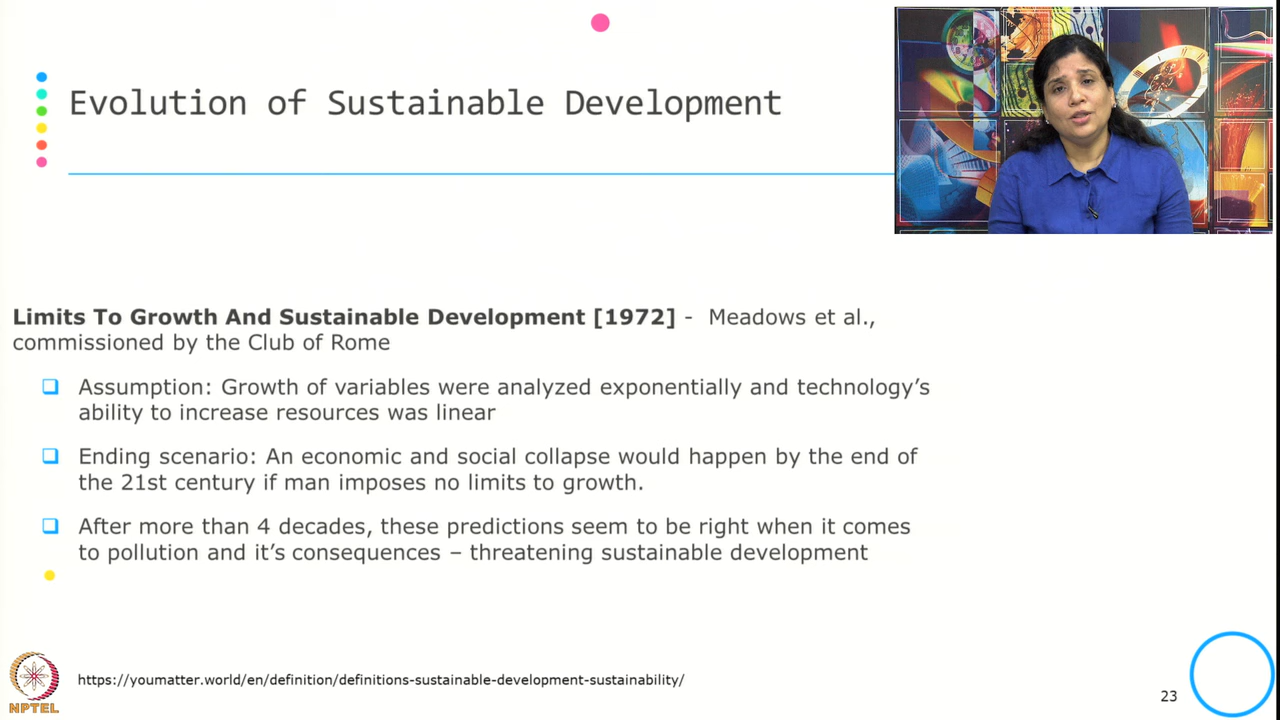 Evolution of Sustainable Development
Limits To Growth And Sustainable Development [1972] - Meadows et al.,
commissioned by the Club of Rome
Assumption: Growth of variables were analyzed exponentially and technology’s
ability to increase resources was linear
Ending scenario: An economic and social collapse would happen by the end of
the 21st century if man imposes no limits to growth.
After more than 4 decades, these predictions seem to be right when it comes
to pollution and it’s consequences – threatening sustainable development
NPTEL
https://youmatter.world/en/definition/definitions-sustainable-development-sustainability/
23